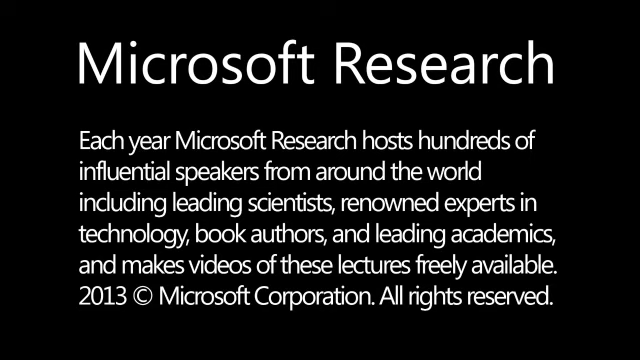 Microsoft Research
Each year Microsoft Research hosts hundreds of
influential speakers from around the world
including leading scientists, renowned experts in
technology, book authors, and leading academics,
and makes videos of these lectures freely available.
2013 © Microsoft Corporation. All rights reserved.